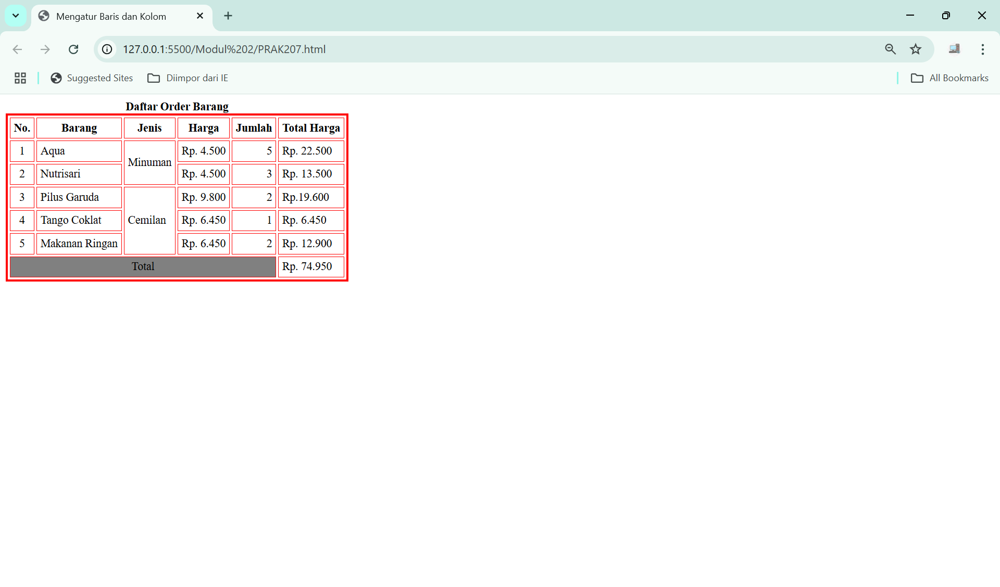 Mengatur Baris dan Kolom
127.0.0.1:5500/Modul%202/PRAK207.html
Suggested Sites
Diimpor dari IE
All Bookmarks
Daftar Order Barang
No. Barang Jenis Harga Jumlah Total Harga
1 Aqua Minuman Rp. 4.500 5 Rp. 22.500
2 Nutrisari Rp. 4.500 3 Rp. 13.500
3 Pilus Garuda Cemilan Rp. 9.800 2 Rp.19.600
4 Tango Coklat Rp. 6.450 1 Rp. 6.450
5 Makanan Ringan Rp. 6.450 2 Rp. 12.900
Total Rp. 74.950